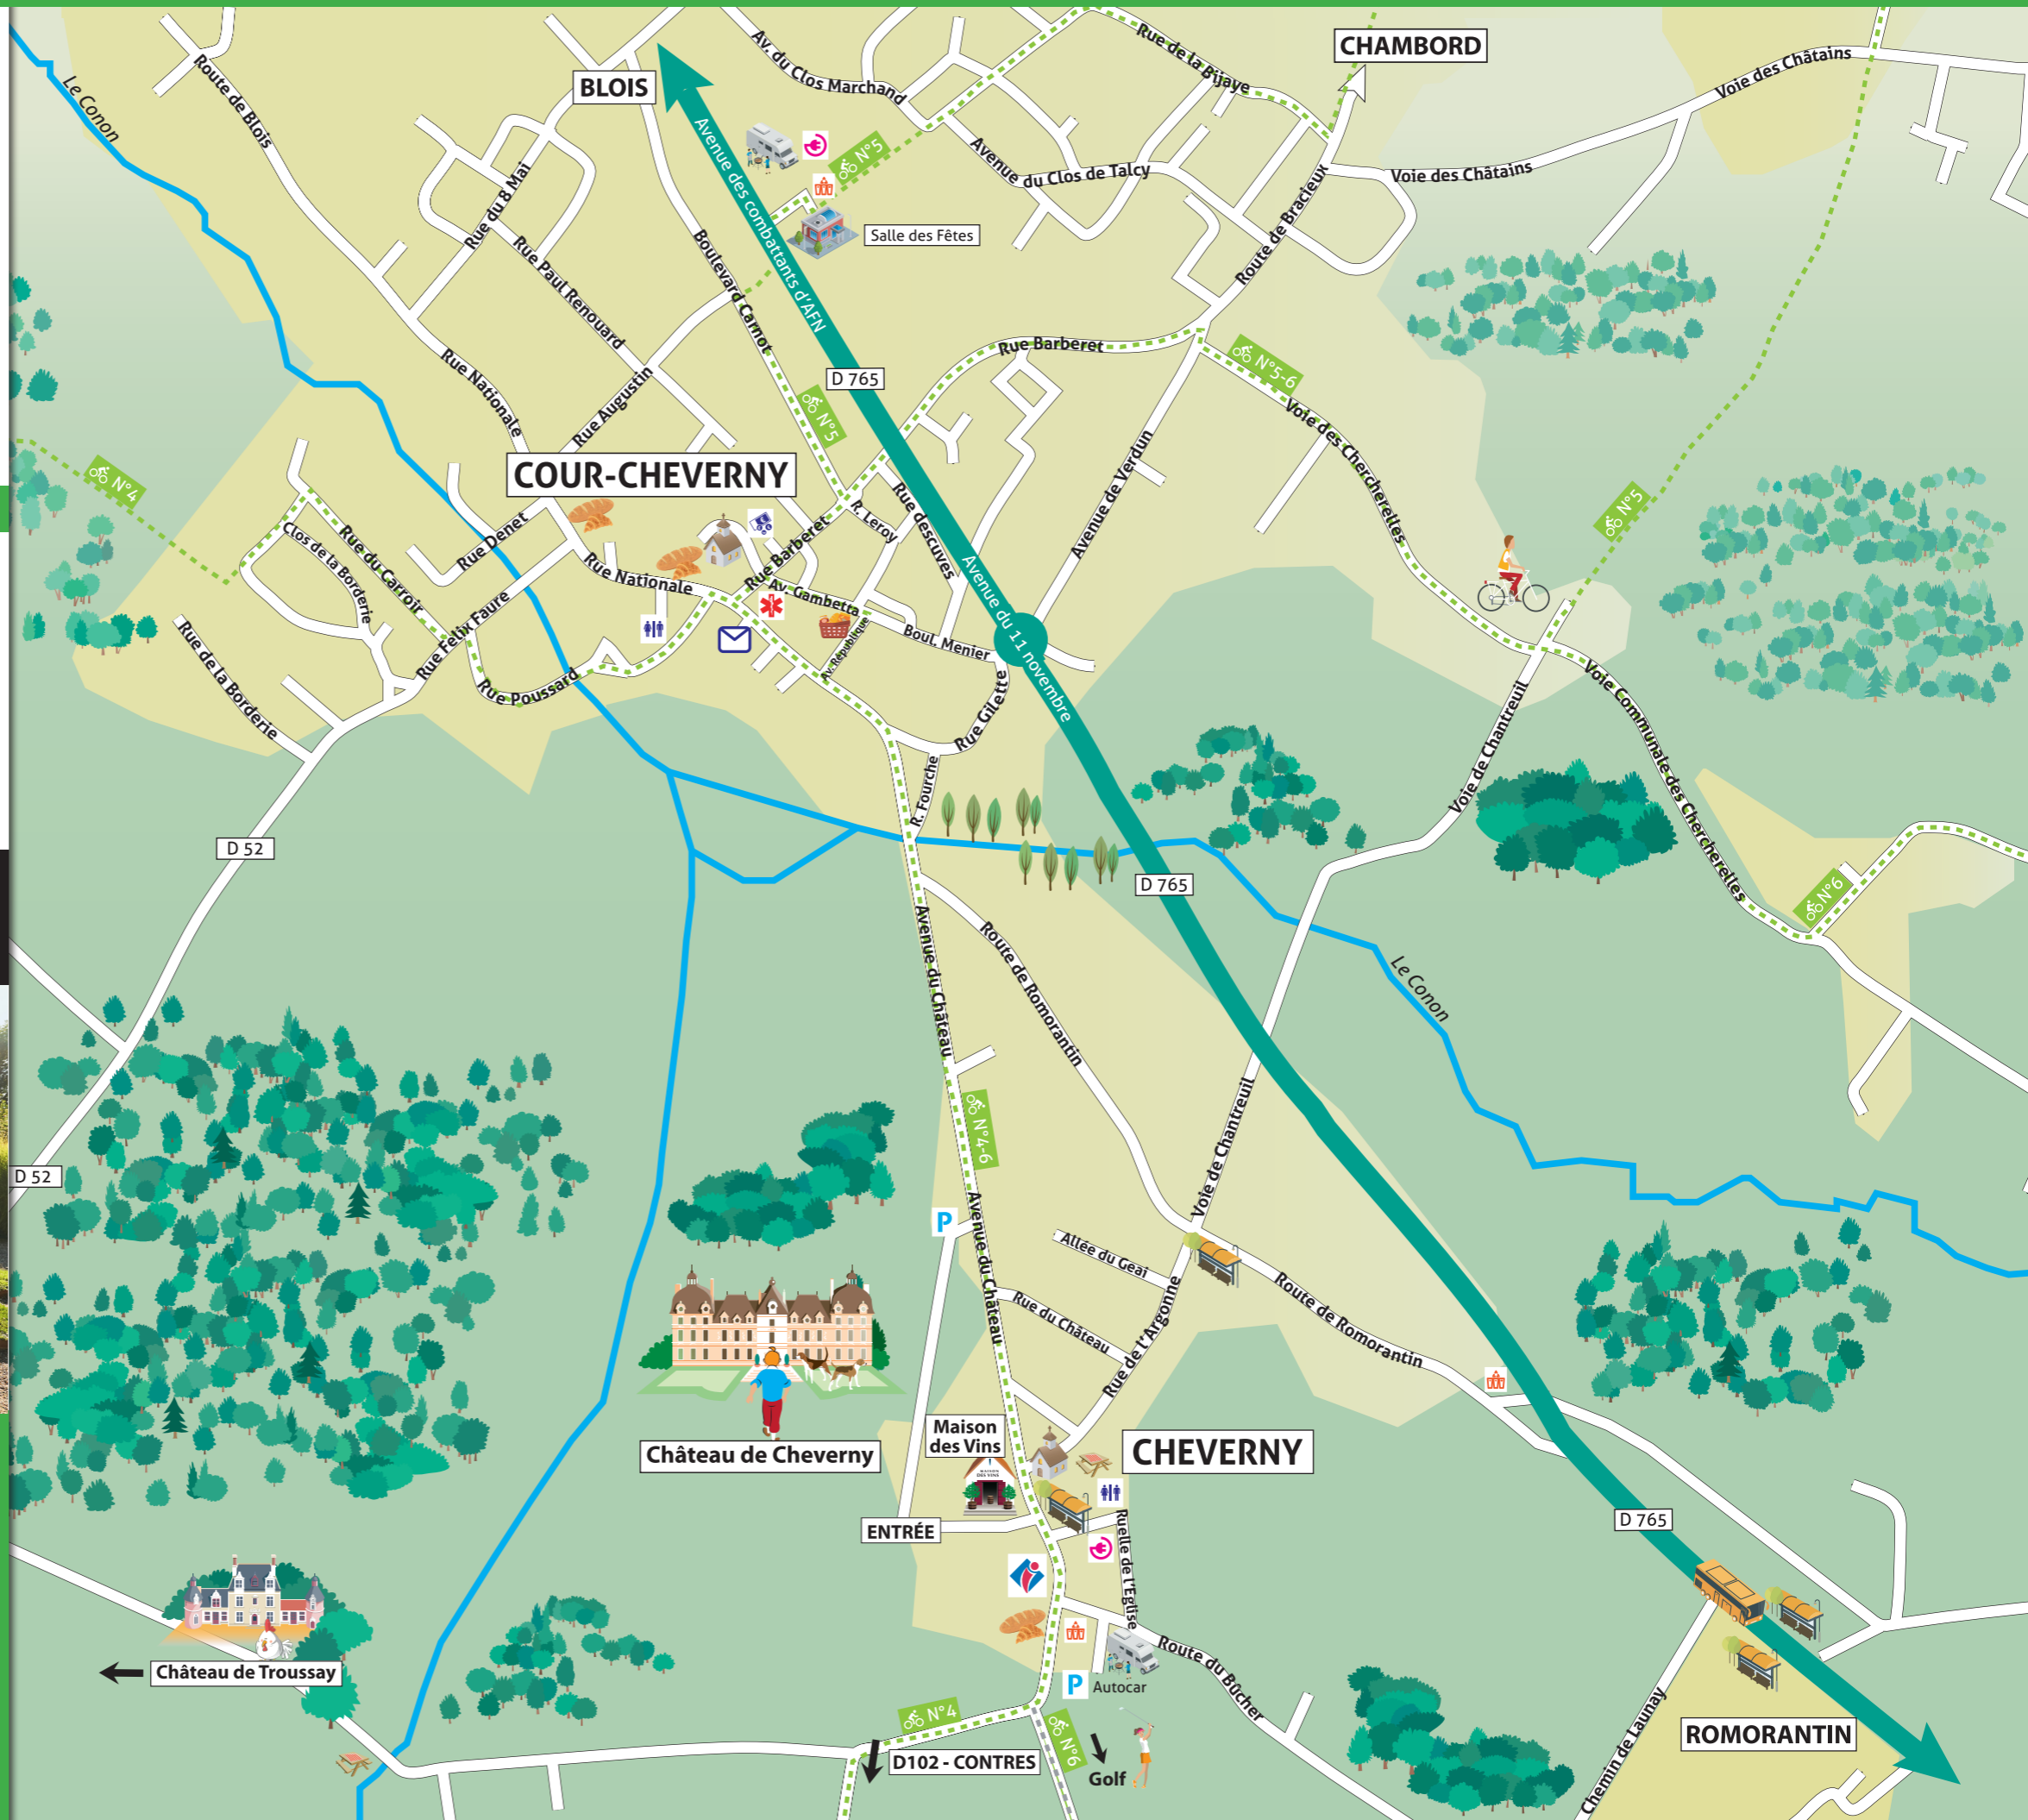 CHAMBORD
Rue de la Bijaye
Av. du Clos Marchand
Voie des Châtains
Route de Blois
Le Conon
BLOIS
Avenue des combattants d'AFN
N°5
Avenue du Clos de Talcy
Voie des Châtains
Rue du 8 Mai
Salle des Fêtes
Route de Bracieux
Rue Paul Renouard
Boulevard Carnot
Rue Nationale
D 765
Rue Barberet
N°5-6
Rue Augustin
N°5
Voie des Chercherelles
COUR-CHEVERNY
N°4
Avenue de Verdun
N°5
Clos de la Borderie
Rue du Carroir
Rue Denet
R. Leroy
Rue descuves
Rue Nationale
Rue Barberet
Av. Gambetta
Avenue du 11 novembre
Rue Félix Faure
Av. République
Boul. Menier
Rue de la Borderie
Rue Poussard
Rue Gilette
Voie de Chantreuil
Voie Communale des Chercherelles
R. Fourche
D 52
D 765
N°6
Avenue du Château
Route de Romorantin
Le Conon
N°4-6
D 52
Voie de Chantreuil
P
Avenue du Château
Allée du Geai
Rue du Château
Rue de l'Argonne
Route de Romorantin
Maison
des Vins
MAISON
DES VINS
Château de Cheverny
CHEVERNY
ENTRÉE
Ruelle de l'Eglise
D 765
Château de Troussay
Route du Bûcher
P
Autocar
N°4
N°6
D102 - CONTRES
Golf
Chemin de Launay
ROMORANTIN